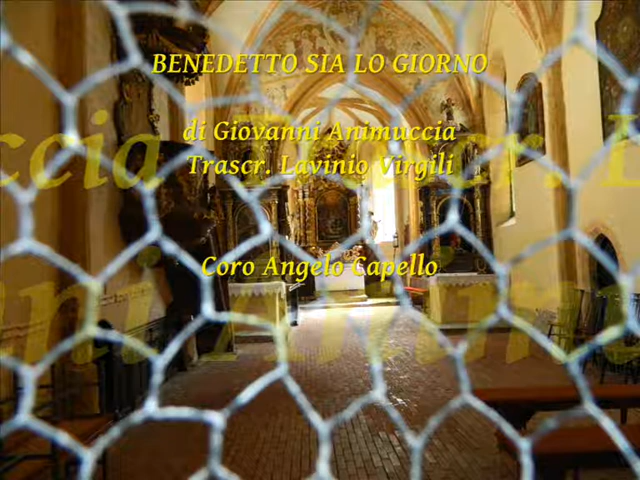 BENEDETTO SIA LO GIORNO
di Giovanni Animuccia
Trascr. Lavinio Virgili
Coro Angelo Capello